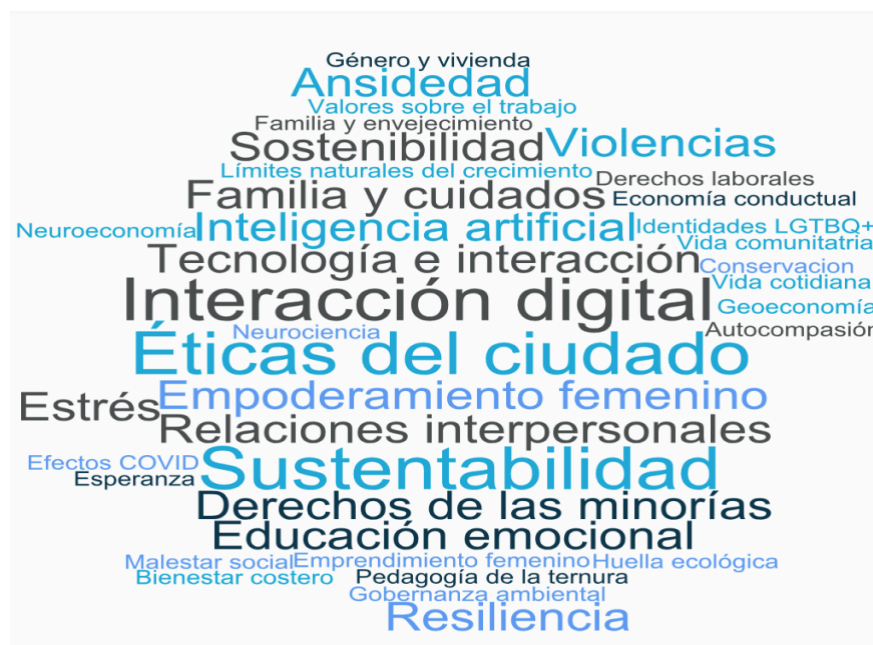 Género y vivienda
Ansidedad
Valores sobre el trabajo
Familia y envejecimiento
Sostenibilidad
Violencias
Límites naturales del crecimiento
Derechos laborales
Familia y cuidados
Economía conductual
Neuroeconomía
Inteligencia artificial
Identidades LGTBQ+
Vida comunitatria
Tecnología e interacción
Conservacion
Vida cotidiana
Interacción digital
Geoeconomía
Neurociencia
Autocompasión
Éticas del ciudado
Empoderamiento femenino
Estrés
Relaciones interpersonales
Efectos COVID
Sustentabilidad
Esperanza
Derechos de las minorías
Educación emocional
Malestar social
Emprendimiento femenino
Huella ecológica
Bienestar costero
Pedagogía de la ternura
Gobernanza ambiental
Resiliencia